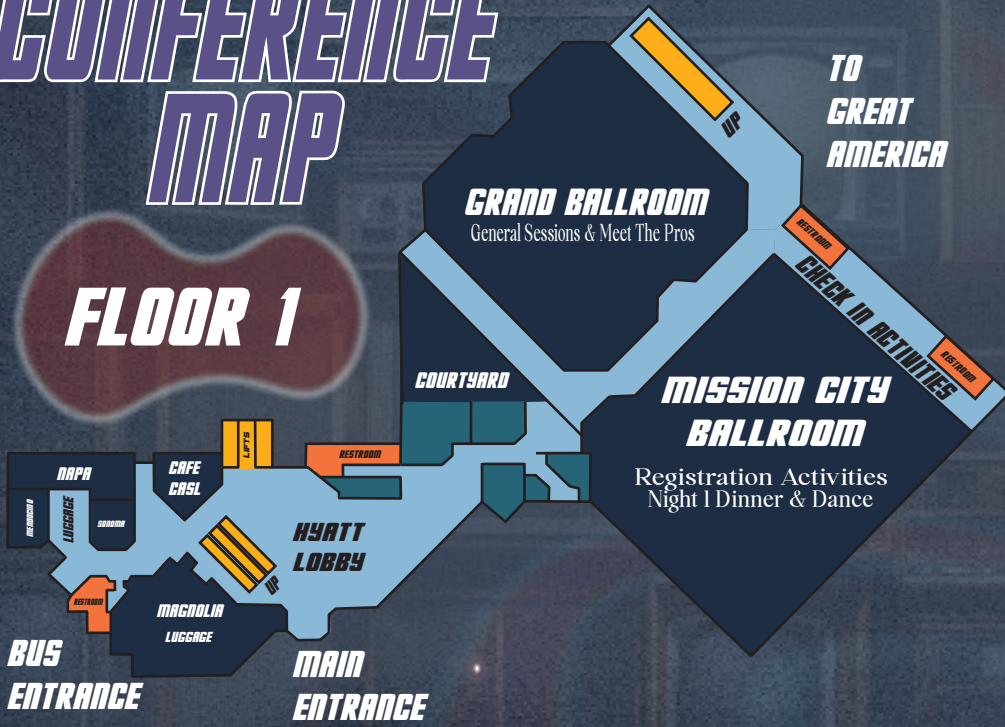 CONFERENCE
MAP
FLOOR 1
TO
GREAT
AMERICA
UP
GRAND BALLROOM
General Sessions & Meet The Pros
RESTROOM
CHECK IN ACTIVITIES
RESTROOM
COURTYARD
MISSION CITY
BALLROOM
Registration Activities
Night 1 Dinner & Dance
LIFTS
RESTROOM
NAPA
CAFE
CASL
MENDOCINO
LUGGAGE
SONOMA
HYATT
LOBBY
UP
RESTROOM
MAGNOLIA
LUGGAGE
BUS
ENTRANCE
MAIN
ENTRANCE